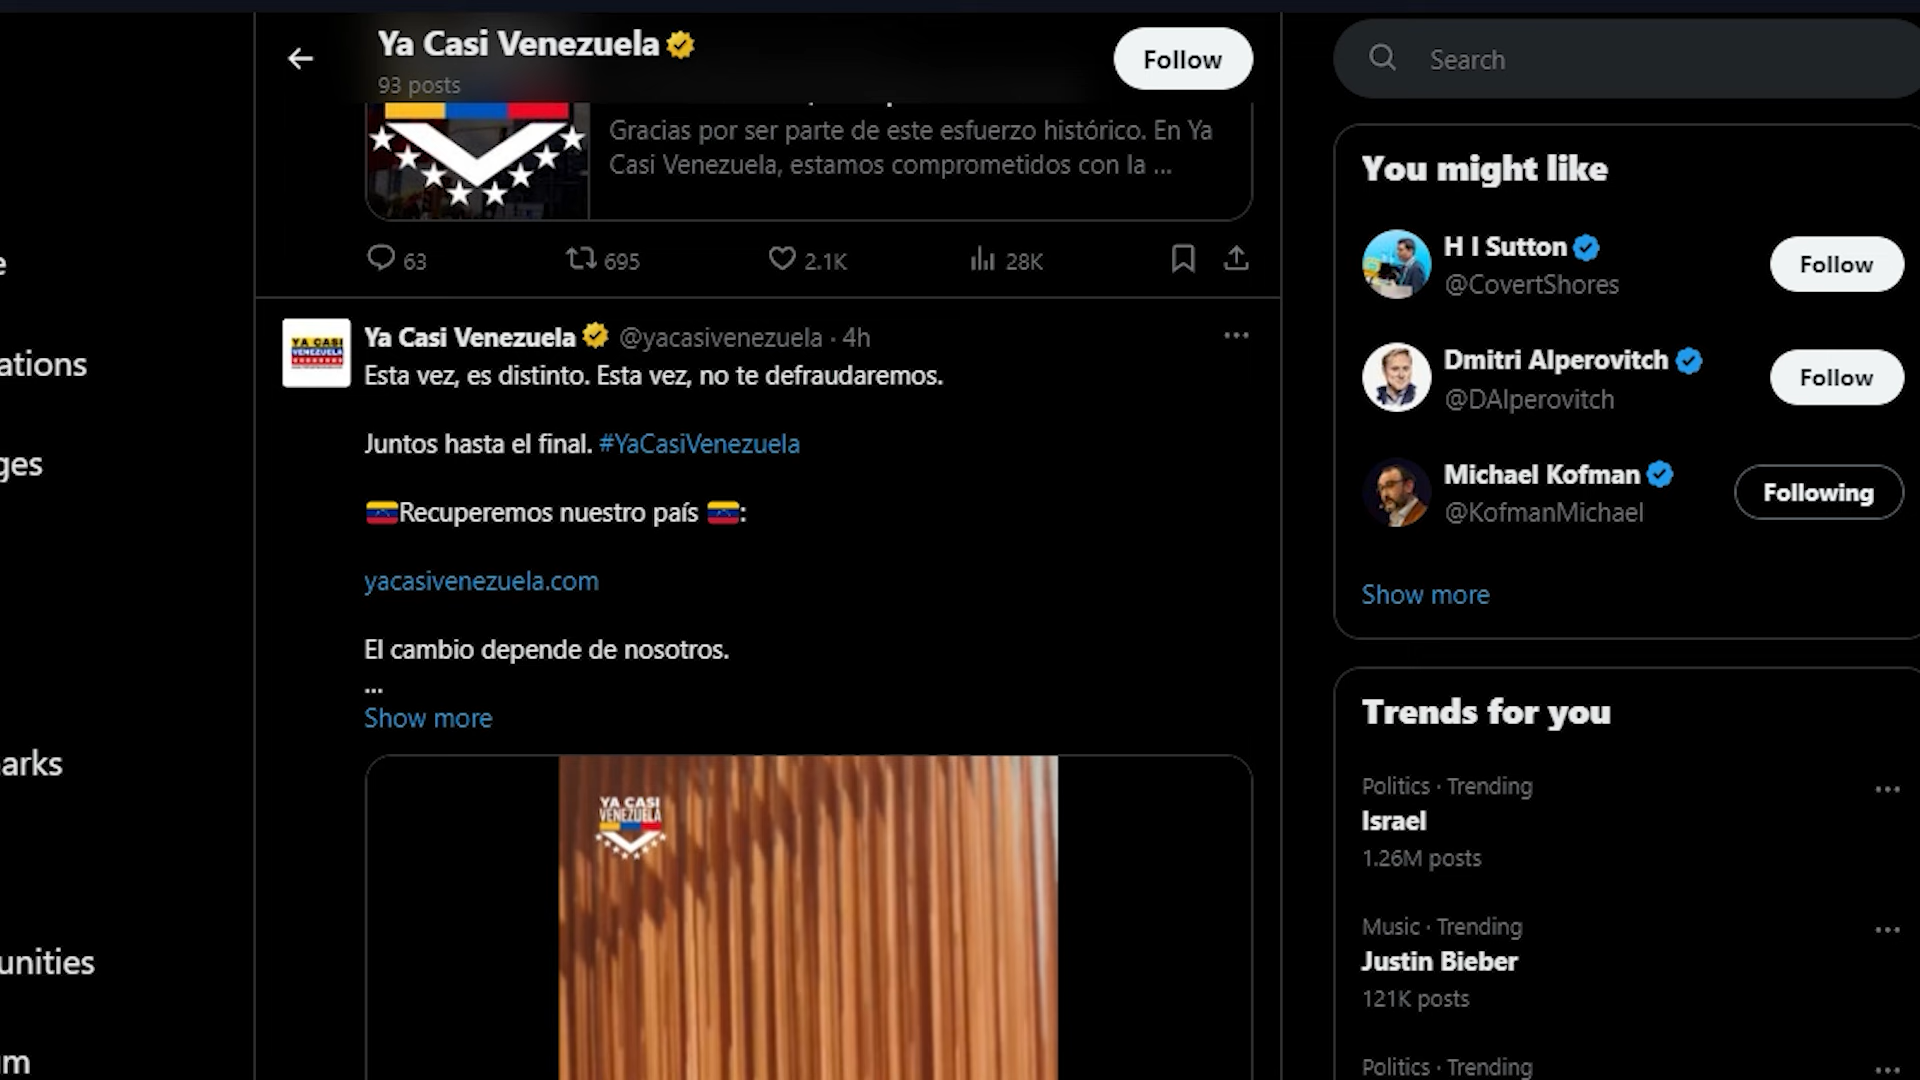 Ya Casi Venezuela
93 posts
Follow
Gracias por ser parte de este esfuerzo histórico. En Ya
Casi Venezuela, estamos comprometidos con la ...
63
695
2.1K
28K
Ya Casi Venezuela @yacasivenezuela · 4h
YA CASI
VENEZUELA
Esta vez, es distinto. Esta vez, no te defraudaremos.
Juntos hasta el final. #YaCasiVenezuela
Recuperemos nuestro país :
yacasivenezuela.com
El cambio depende de nosotros.
...
Show more
YA CASI
VENEZUELA
e
ations
ges
arks
unities
um
Search
You might like
H I Sutton
@CovertShores
Follow
Dmitri Alperovitch
@DAlperovitch
Follow
Michael Kofman
@KofmanMichael
Following
Show more
Trends for you
Politics · Trending
Israel
1.26M posts
Music · Trending
Justin Bieber
121K posts
Politics · Trending